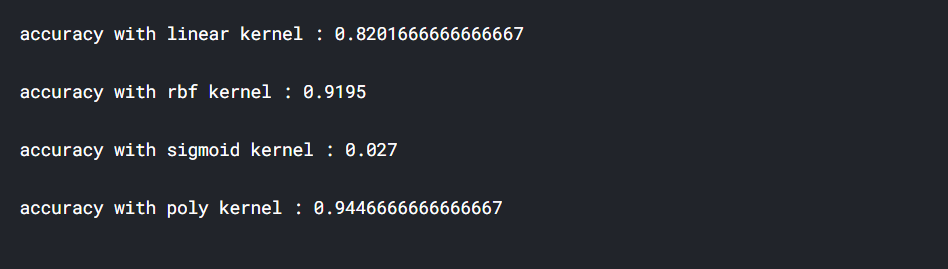 accuracy with linear kernel : 0.8201666666666667
accuracy with rbf kernel : 0.9195
accuracy with sigmoid kernel : 0.027
accuracy with poly kernel : 0.9446666666666667